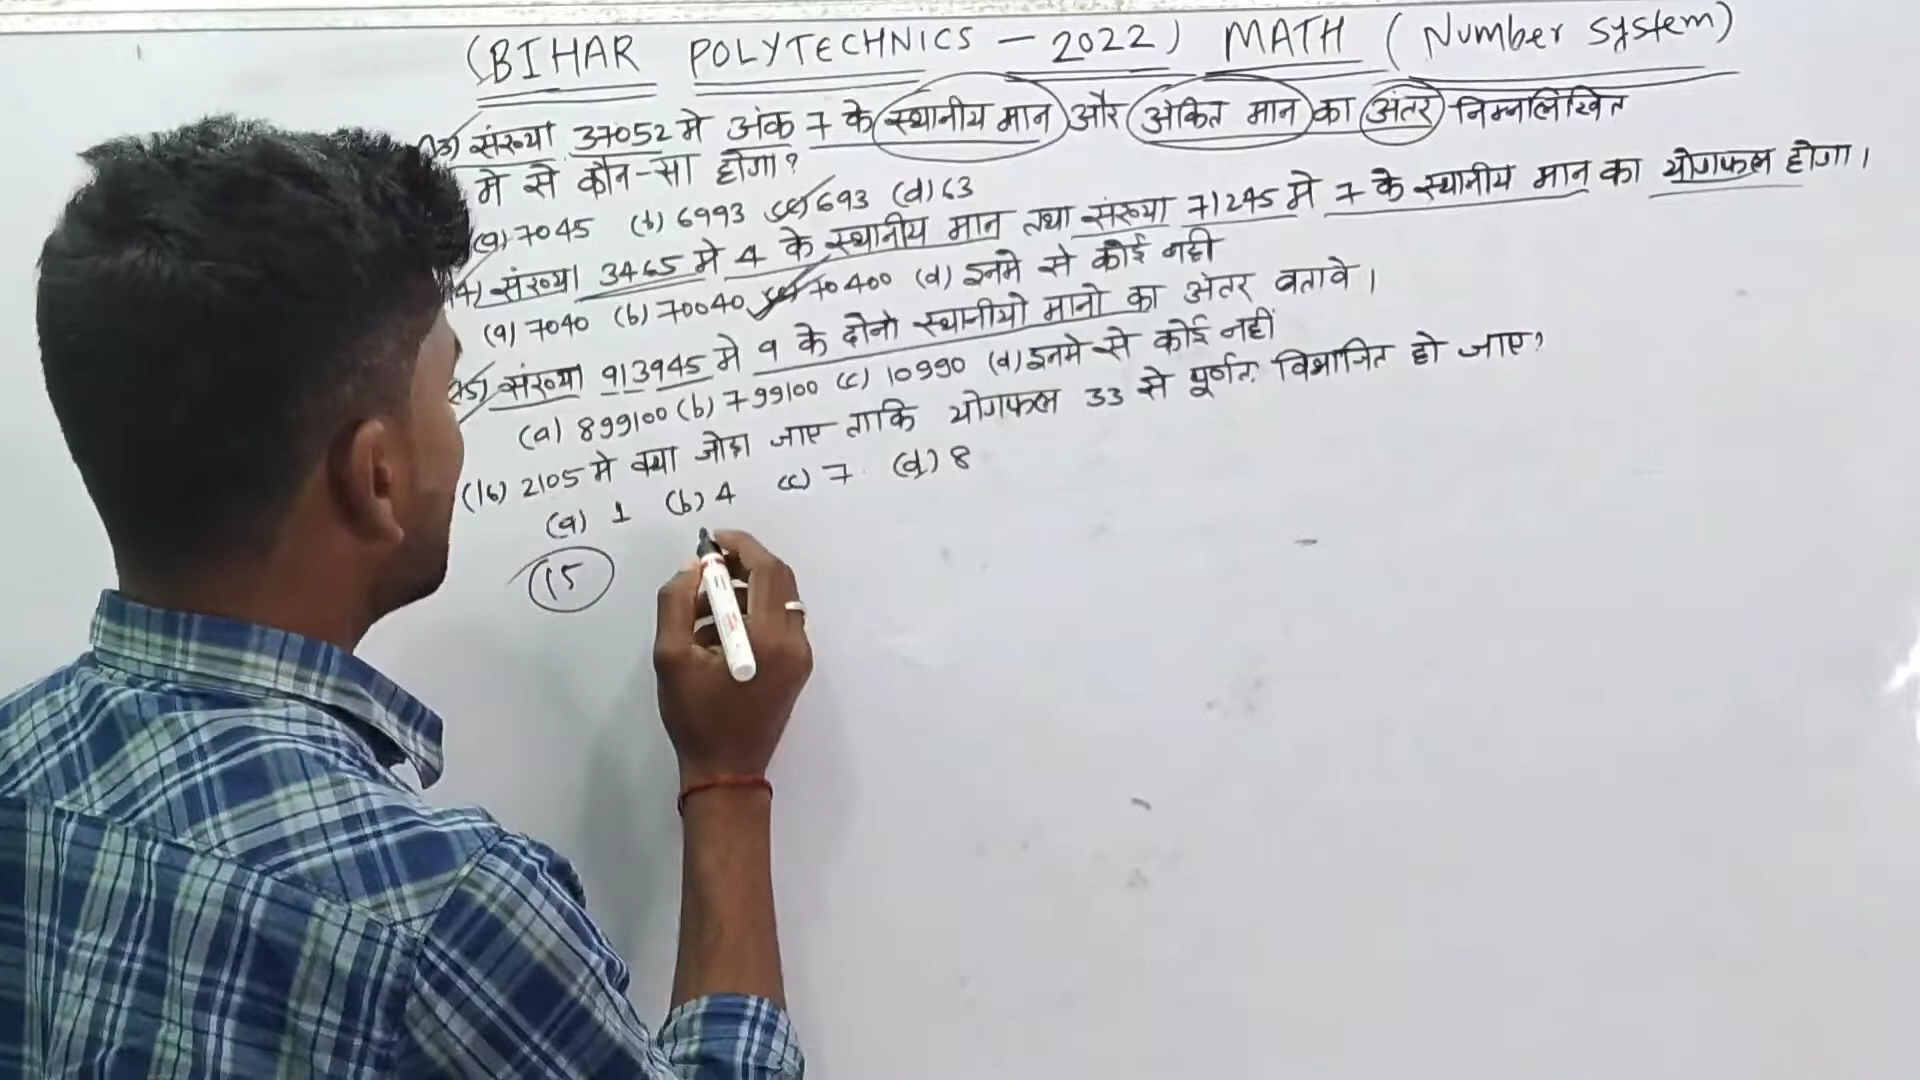 (BIHAR POLYTECHNICS - 2022) MATH (Number system)
13) संख्या 37052 मे अंक 7 के स्थानीय मान और अंकित मान का अंतर निम्नलिखित
मे से कौन-सा होगा?
(a) 7045 (b) 6993 (c) 693 (d) 63
14) संख्या 3465 मे 4 के स्थानीय मान तथा संख्या 71245 मे 7 के स्थानीय मान का योगफल होगा।
(a) 7040 (b) 70040 (c) 70400 (d) इनमे से कोई नही
15) संख्या 913945 मे 9 के दोनो स्थानीयो मानो का अंतर बतावे।
(a) 899100 (b) 799100 (c) 10990 (d) इनमे से कोई नहीं
(16) 2105 मे क्या जोड़ा जाए ताकि योगफल 33 से पूर्णतः विभाजित हो जाए?
(a) 1 (b) 4 (c) 7 (d) 8
15